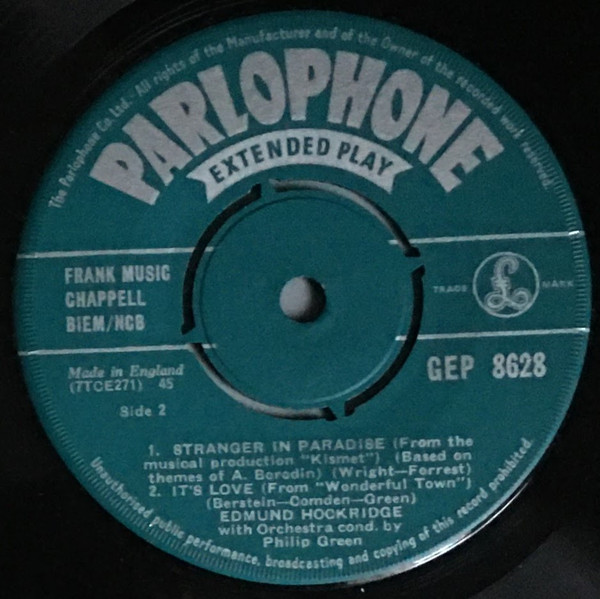 The Parlophone Co. Ltd. All rights of the Manufacturer and of the Owner of the recorded work reserved.
PARLOPHONE
EXTENDED PLAY
FRANK MUSIC
CHAPPELL
BIEM/NCB
TRADE £ MARK
Made in England
(7TCE271) 45
Side 2
GEP 8628
1. STRANGER IN PARADISE (From the
musical production "Kismet") (Based on
themes of A. Borodin) (Wright—Forrest)
2. IT'S LOVE (From "Wonderful Town")
(Berstein—Comden—Green)
EDMUND HOCKRIDGE
with Orchestra cond. by
Philip Green
Unauthorised public performance, broadcasting and copying of this record prohibited.